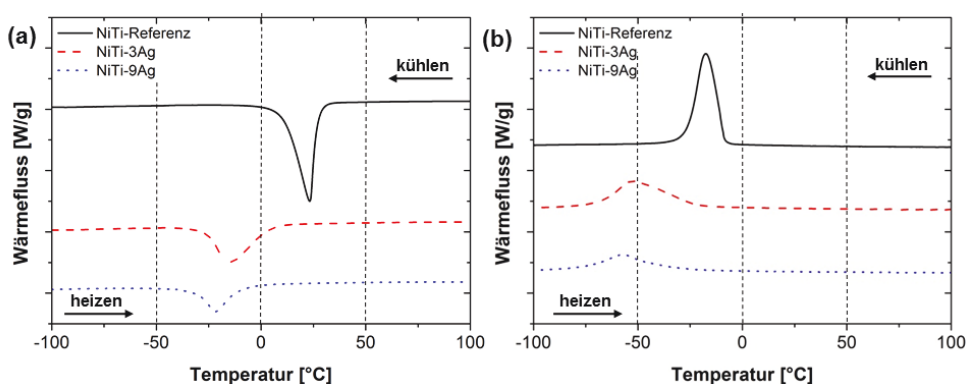 (a)
NiTi-Referenz
NiTi-3Ag
NiTi-9Ag
kühlen
Wärmefluss [W/g]
heizen
-100 -50 0 50 100
Temperatur [°C]
(b)
NiTi-Referenz
NiTi-3Ag
NiTi-9Ag
kühlen
Wärmefluss [W/g]
heizen
-100 -50 0 50 100
Temperatur [°C]